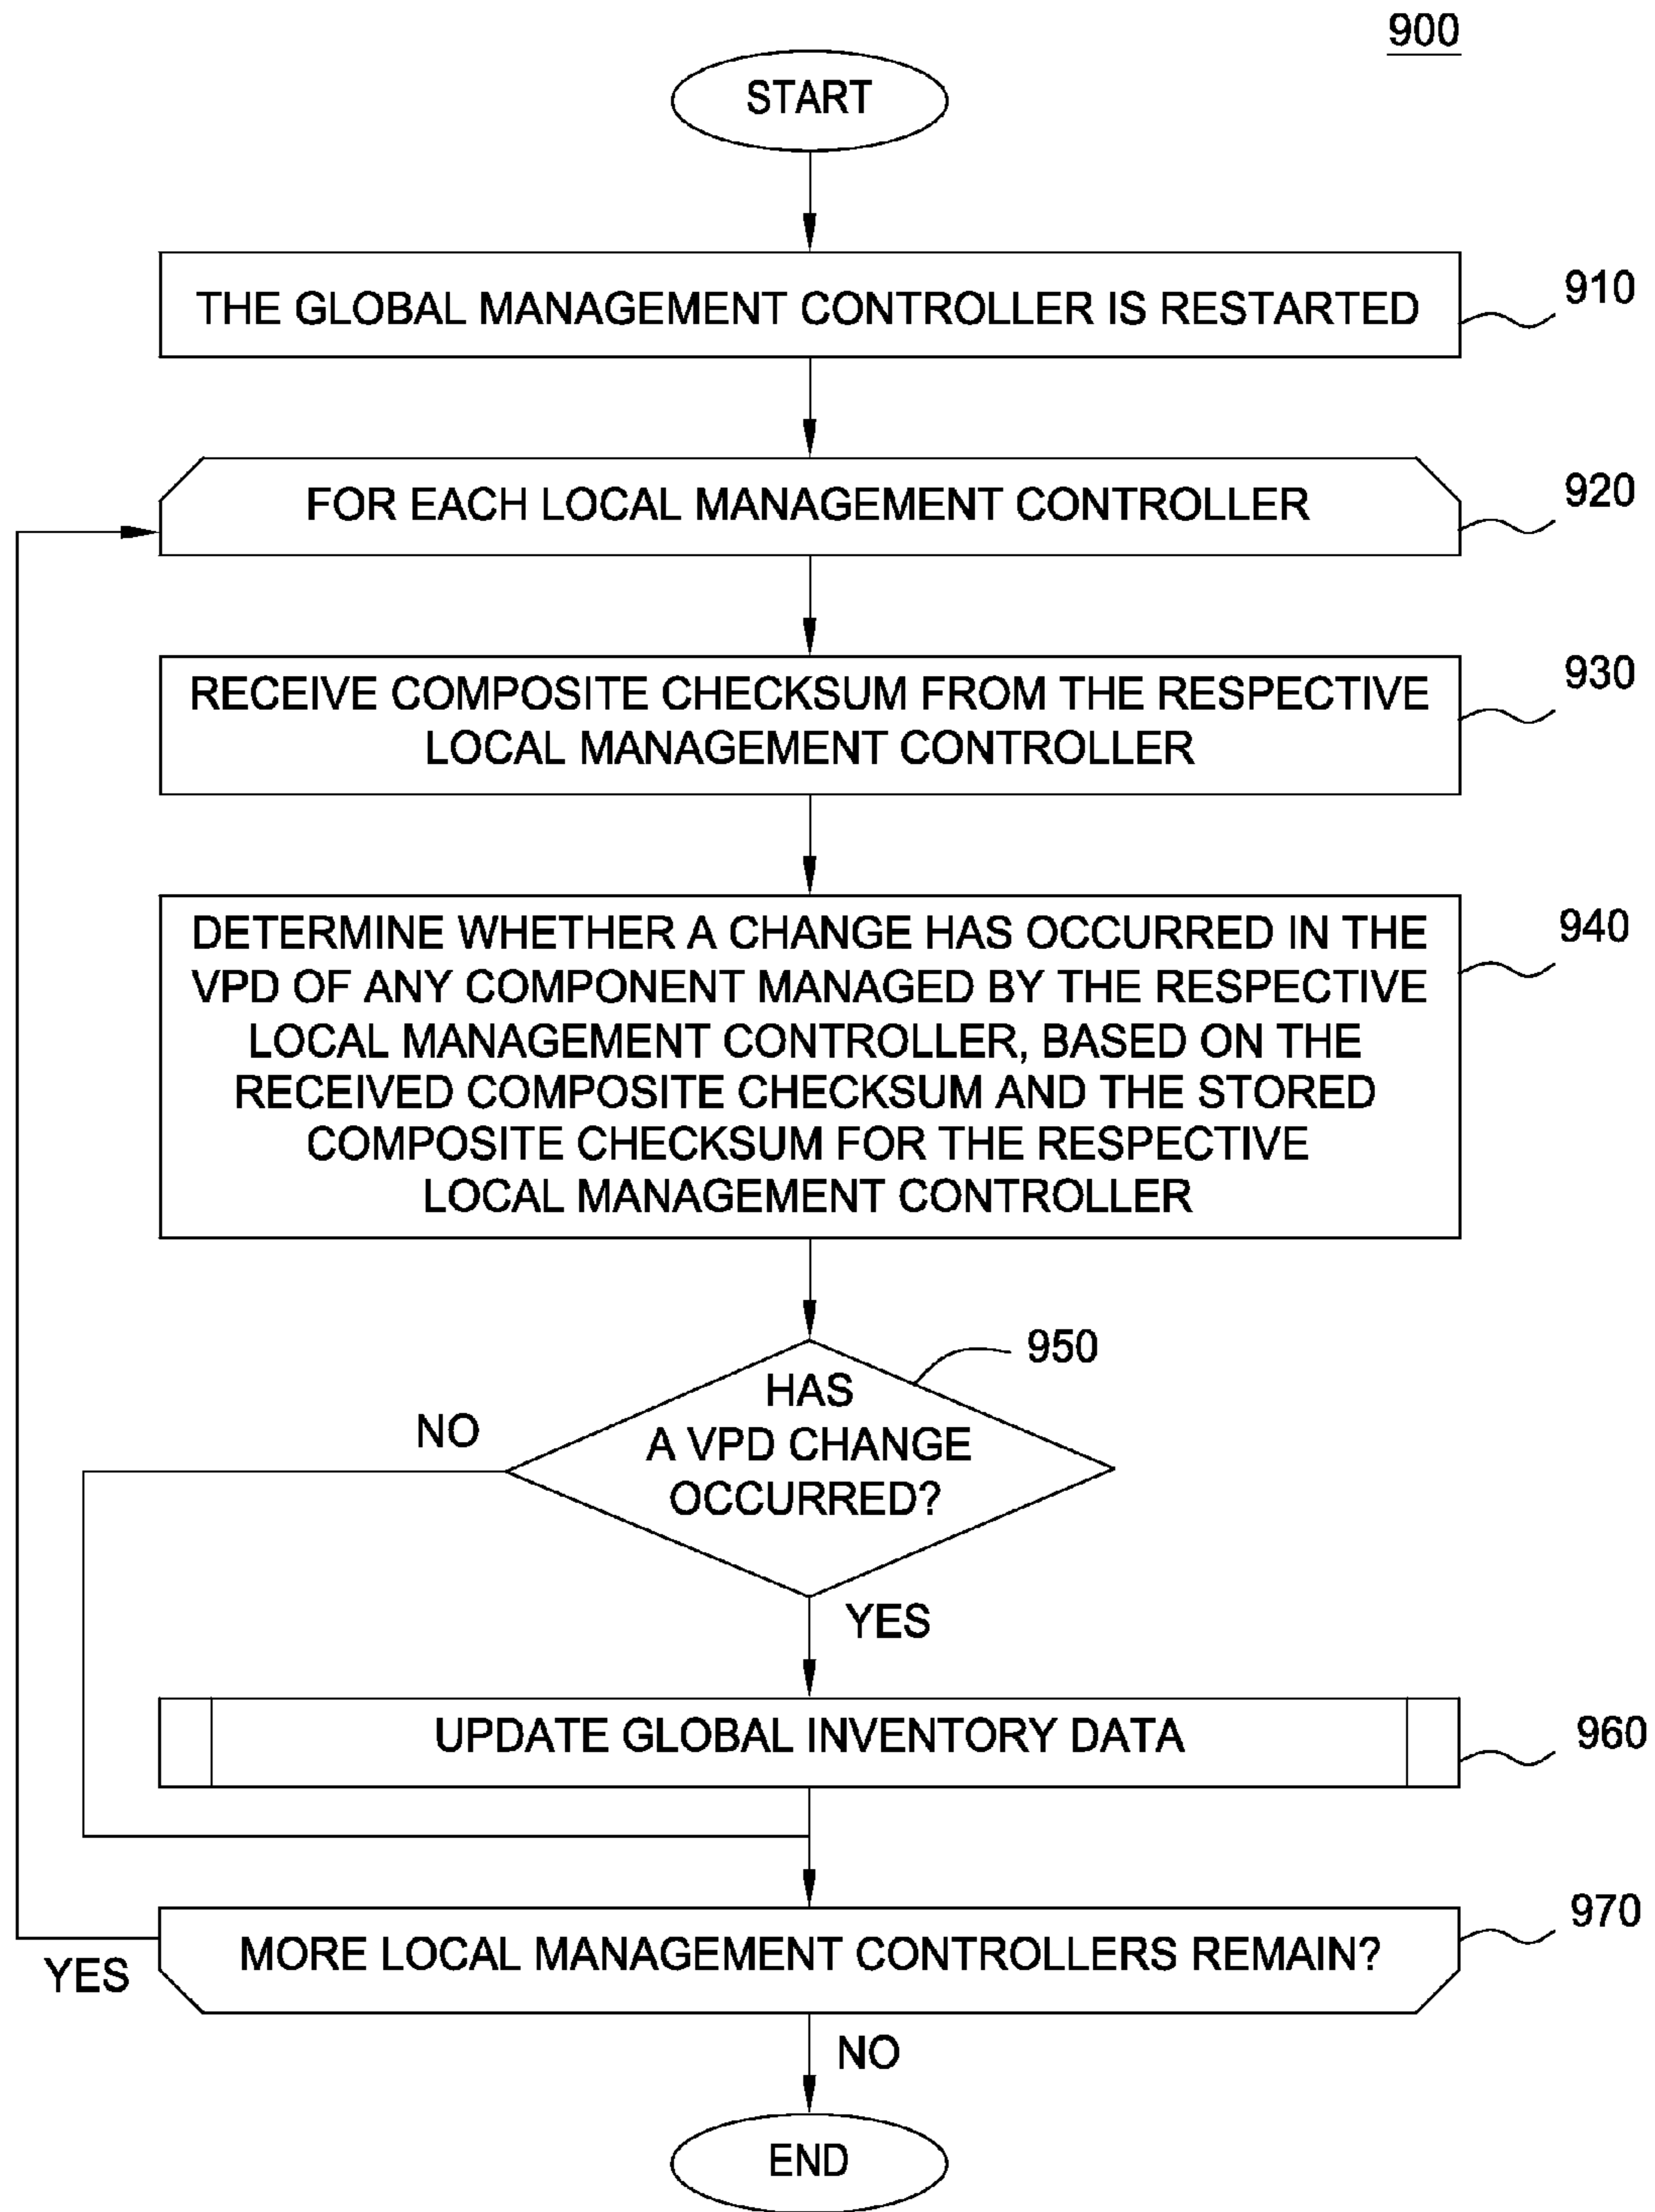 900
START
THE GLOBAL MANAGEMENT CONTROLLER IS RESTARTED
910
FOR EACH LOCAL MANAGEMENT CONTROLLER
920
RECEIVE COMPOSITE CHECKSUM FROM THE RESPECTIVE
LOCAL MANAGEMENT CONTROLLER
930
DETERMINE WHETHER A CHANGE HAS OCCURRED IN THE
VPD OF ANY COMPONENT MANAGED BY THE RESPECTIVE
LOCAL MANAGEMENT CONTROLLER, BASED ON THE
RECEIVED COMPOSITE CHECKSUM AND THE STORED
COMPOSITE CHECKSUM FOR THE RESPECTIVE
LOCAL MANAGEMENT CONTROLLER
940
HAS
A VPD CHANGE
OCCURRED?
950
NO
YES
UPDATE GLOBAL INVENTORY DATA
960
MORE LOCAL MANAGEMENT CONTROLLERS REMAIN?
970
YES
NO
END